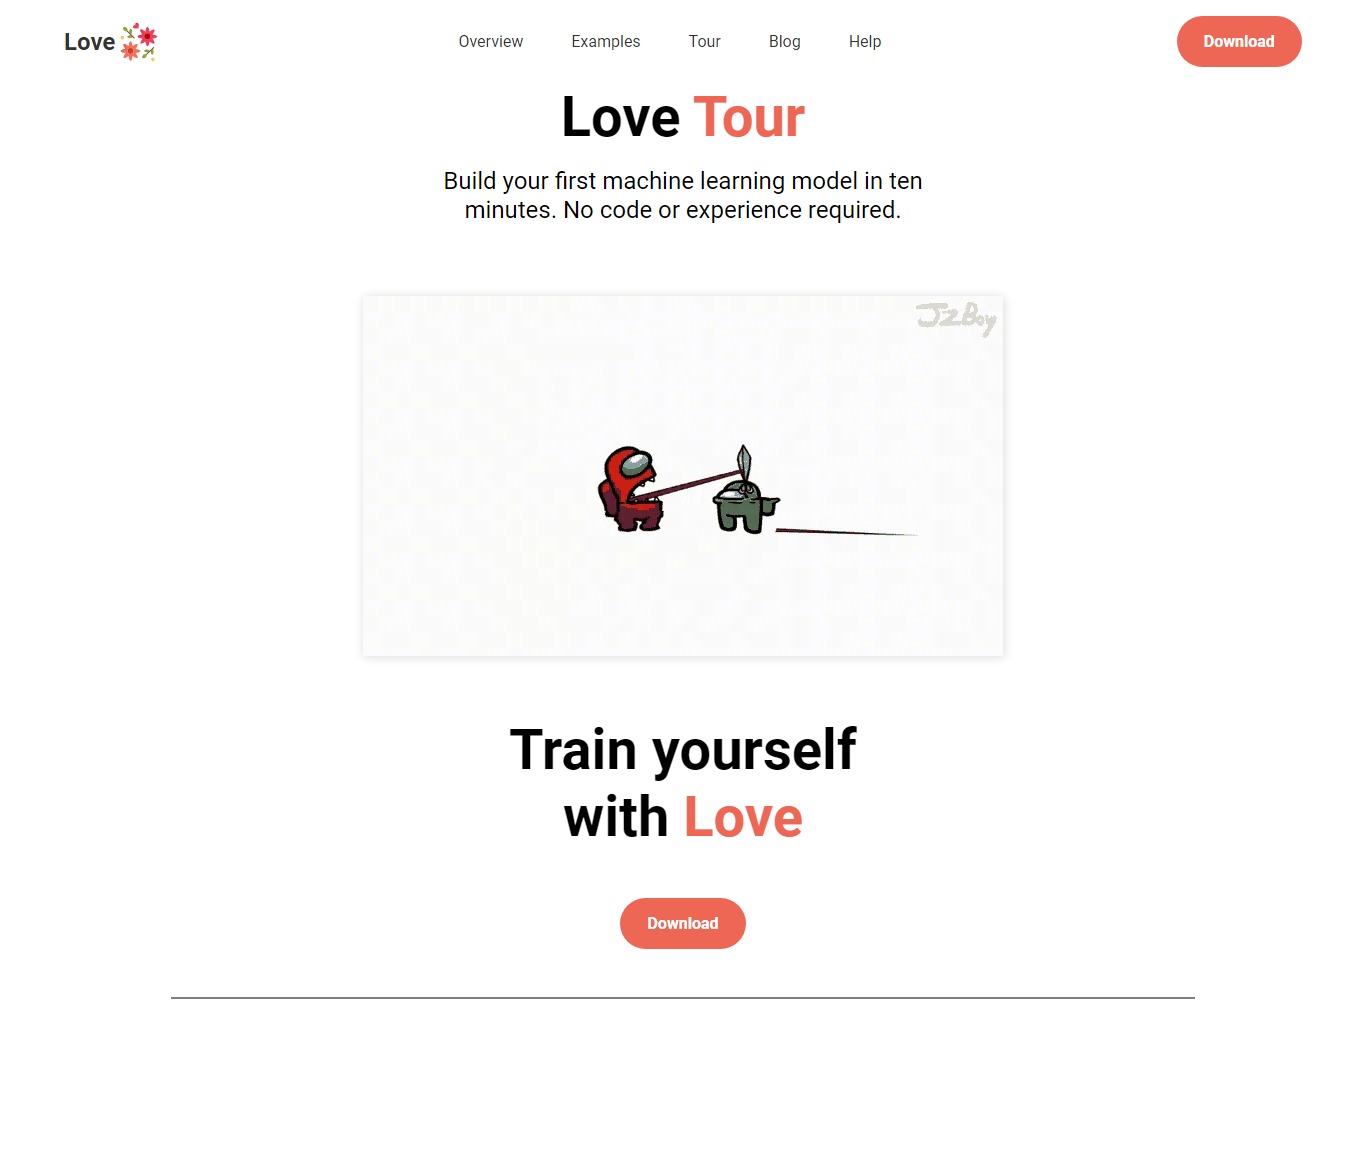 Love
Overview
Examples
Tour
Blog
Help
Download
Love Tour
Build your first machine learning model in ten
minutes. No code or experience required.
JzBoy
Train yourself
with Love
Download